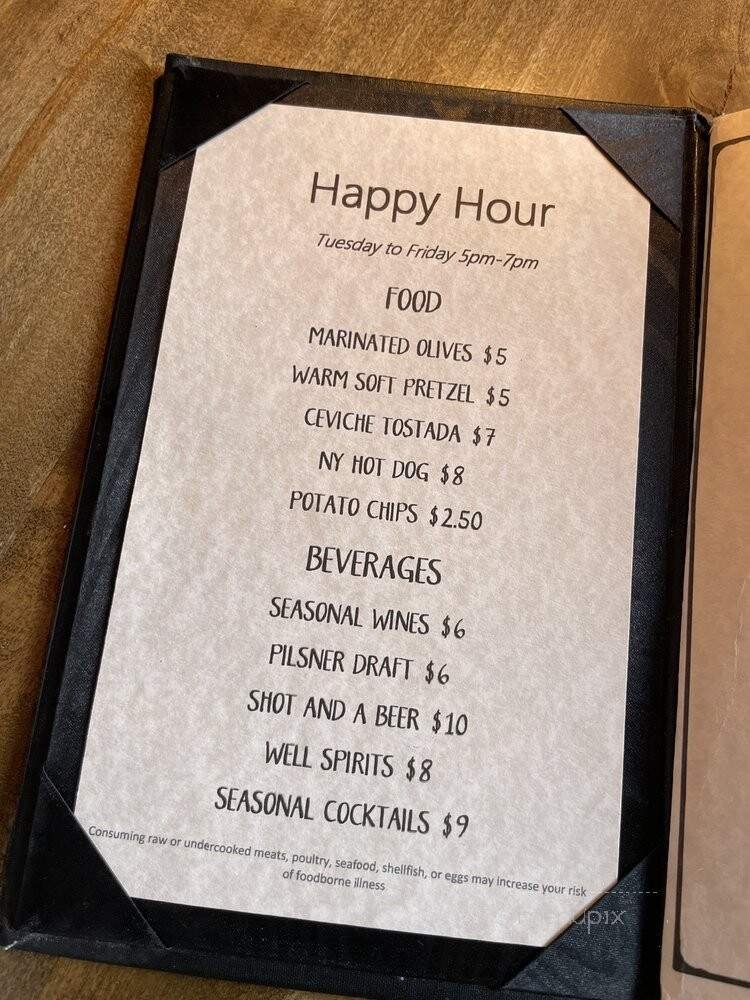 Happy Hour
Tuesday to Friday 5pm-7pm
FOOD
MARINATED OLIVES $5
WARM SOFT PRETZEL $5
CEVICHE TOSTADA $7
NY HOT DOG $8
POTATO CHIPS $2.50
BEVERAGES
SEASONAL WINES $6
PILSNER DRAFT $6
SHOT AND A BEER $10
WELL SPIRITS $8
SEASONAL COCKTAILS $9
Consuming raw or undercooked meats, poultry, seafood, shellfish, or eggs may increase your risk
of foodborne illness